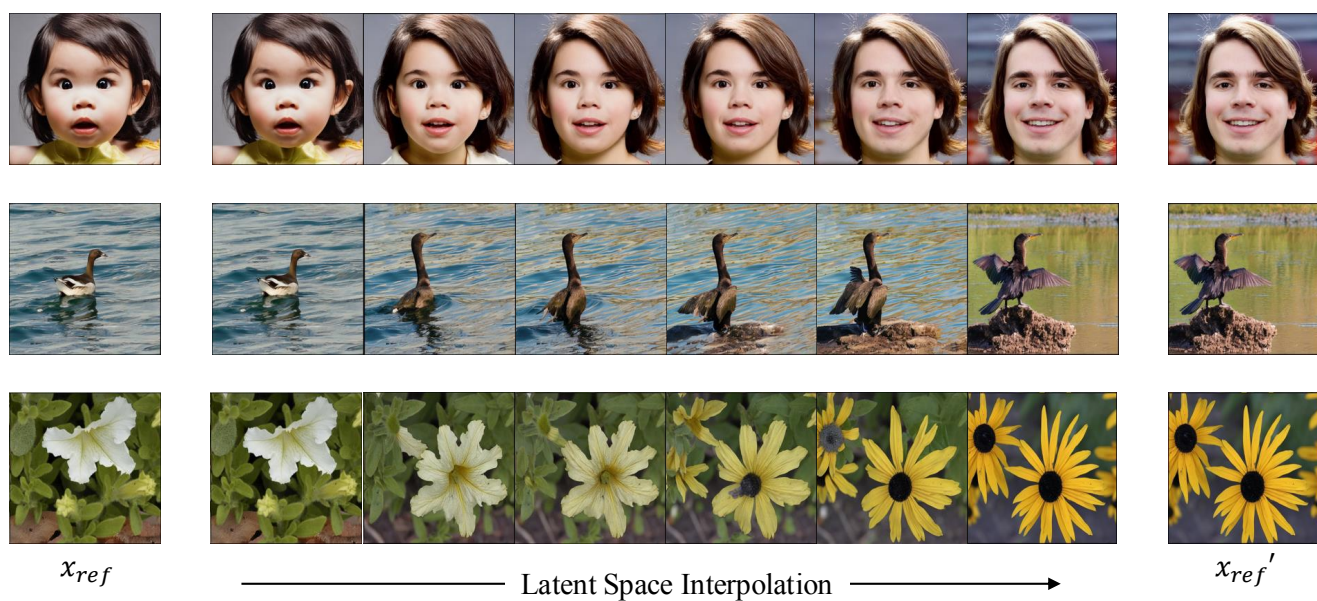 x_ref
Latent Space Interpolation
x_ref'